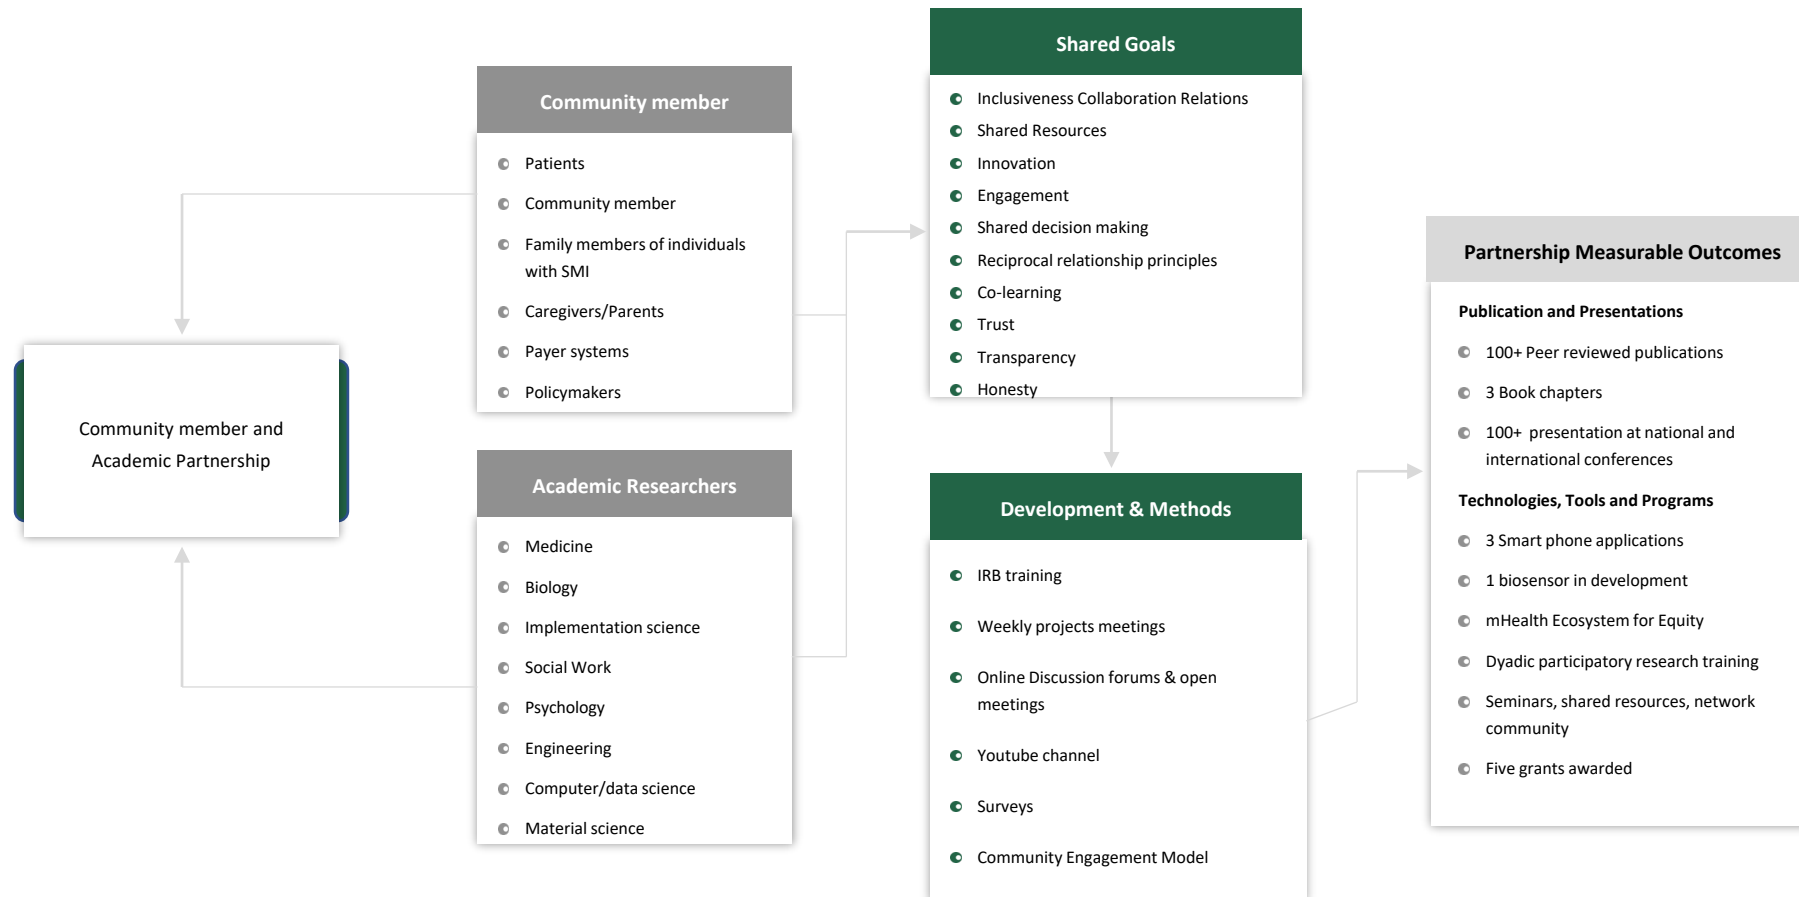 Community member and
Academic Partnership
Community member
Patients
Community member
Family members of individuals
with SMI
Caregivers/Parents
Payer systems
Policymakers
Academic Researchers
Medicine
Biology
Implementation science
Social Work
Psychology
Engineering
Computer/data science
Material science
Shared Goals
Inclusiveness Collaboration Relations
Shared Resources
Innovation
Engagement
Shared decision making
Reciprocal relationship principles
Co-learning
Trust
Transparency
Honesty
Development & Methods
IRB training
Weekly projects meetings
Online Discussion forums & open
meetings
Youtube channel
Surveys
Community Engagement Model
Partnership Measurable Outcomes
Publication and Presentations
100+ Peer reviewed publications
3 Book chapters
100+ presentation at national and
international conferences
Technologies, Tools and Programs
3 Smart phone applications
1 biosensor in development
mHealth Ecosystem for Equity
Dyadic participatory research training
Seminars, shared resources, network
community
Five grants awarded